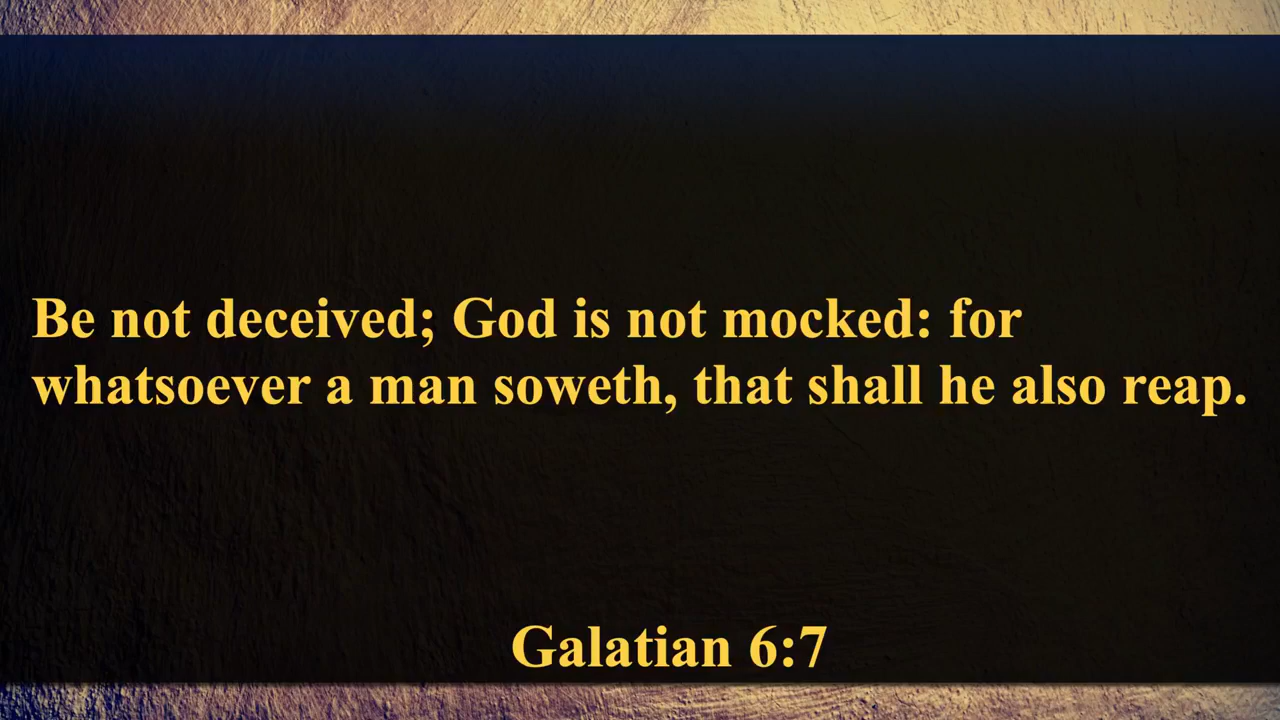 Be not deceived; God is not mocked: for
whatsoever a man soweth, that shall he also reap.
Galatian 6:7